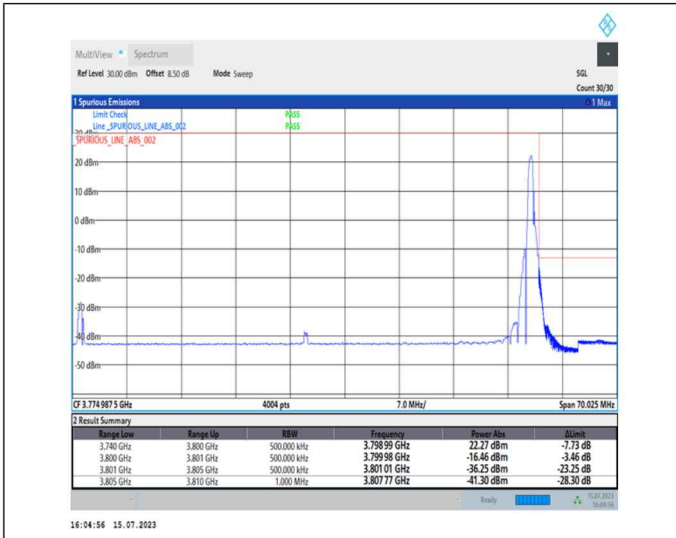 MultiView Spectrum
Ref Level 30.00 dBm Offset 8.50 dB Mode Sweep SGL
Count 30/30
1 Spurious Emissions 1 Max
Limit Check PASS
Line _SPURIOUS_LINE_ABS_002 PASS
_SPURIOUS_LINE_ABS_002
20 dBm
10 dBm
0 dBm
-10 dBm
-20 dBm
-30 dBm
-40 dBm
-50 dBm
CF 3.774 987 5 GHz 4004 pts 7.0 MHz/ Span 70.025 MHz
2 Result Summary
Range Low Range Up RBW Frequency Power Abs ΔLimit
3.740 GHz 3.800 GHz 500.000 kHz 3.798 99 GHz 22.27 dBm -7.73 dB
3.800 GHz 3.801 GHz 500.000 kHz 3.799 98 GHz -16.46 dBm -3.46 dB
3.801 GHz 3.805 GHz 500.000 kHz 3.801 01 GHz -36.25 dBm -23.25 dB
3.805 GHz 3.810 GHz 1.000 MHz 3.807 77 GHz -41.30 dBm -28.30 dB
Ready 15.07.2023
16:04:56
16:04:56 15.07.2023